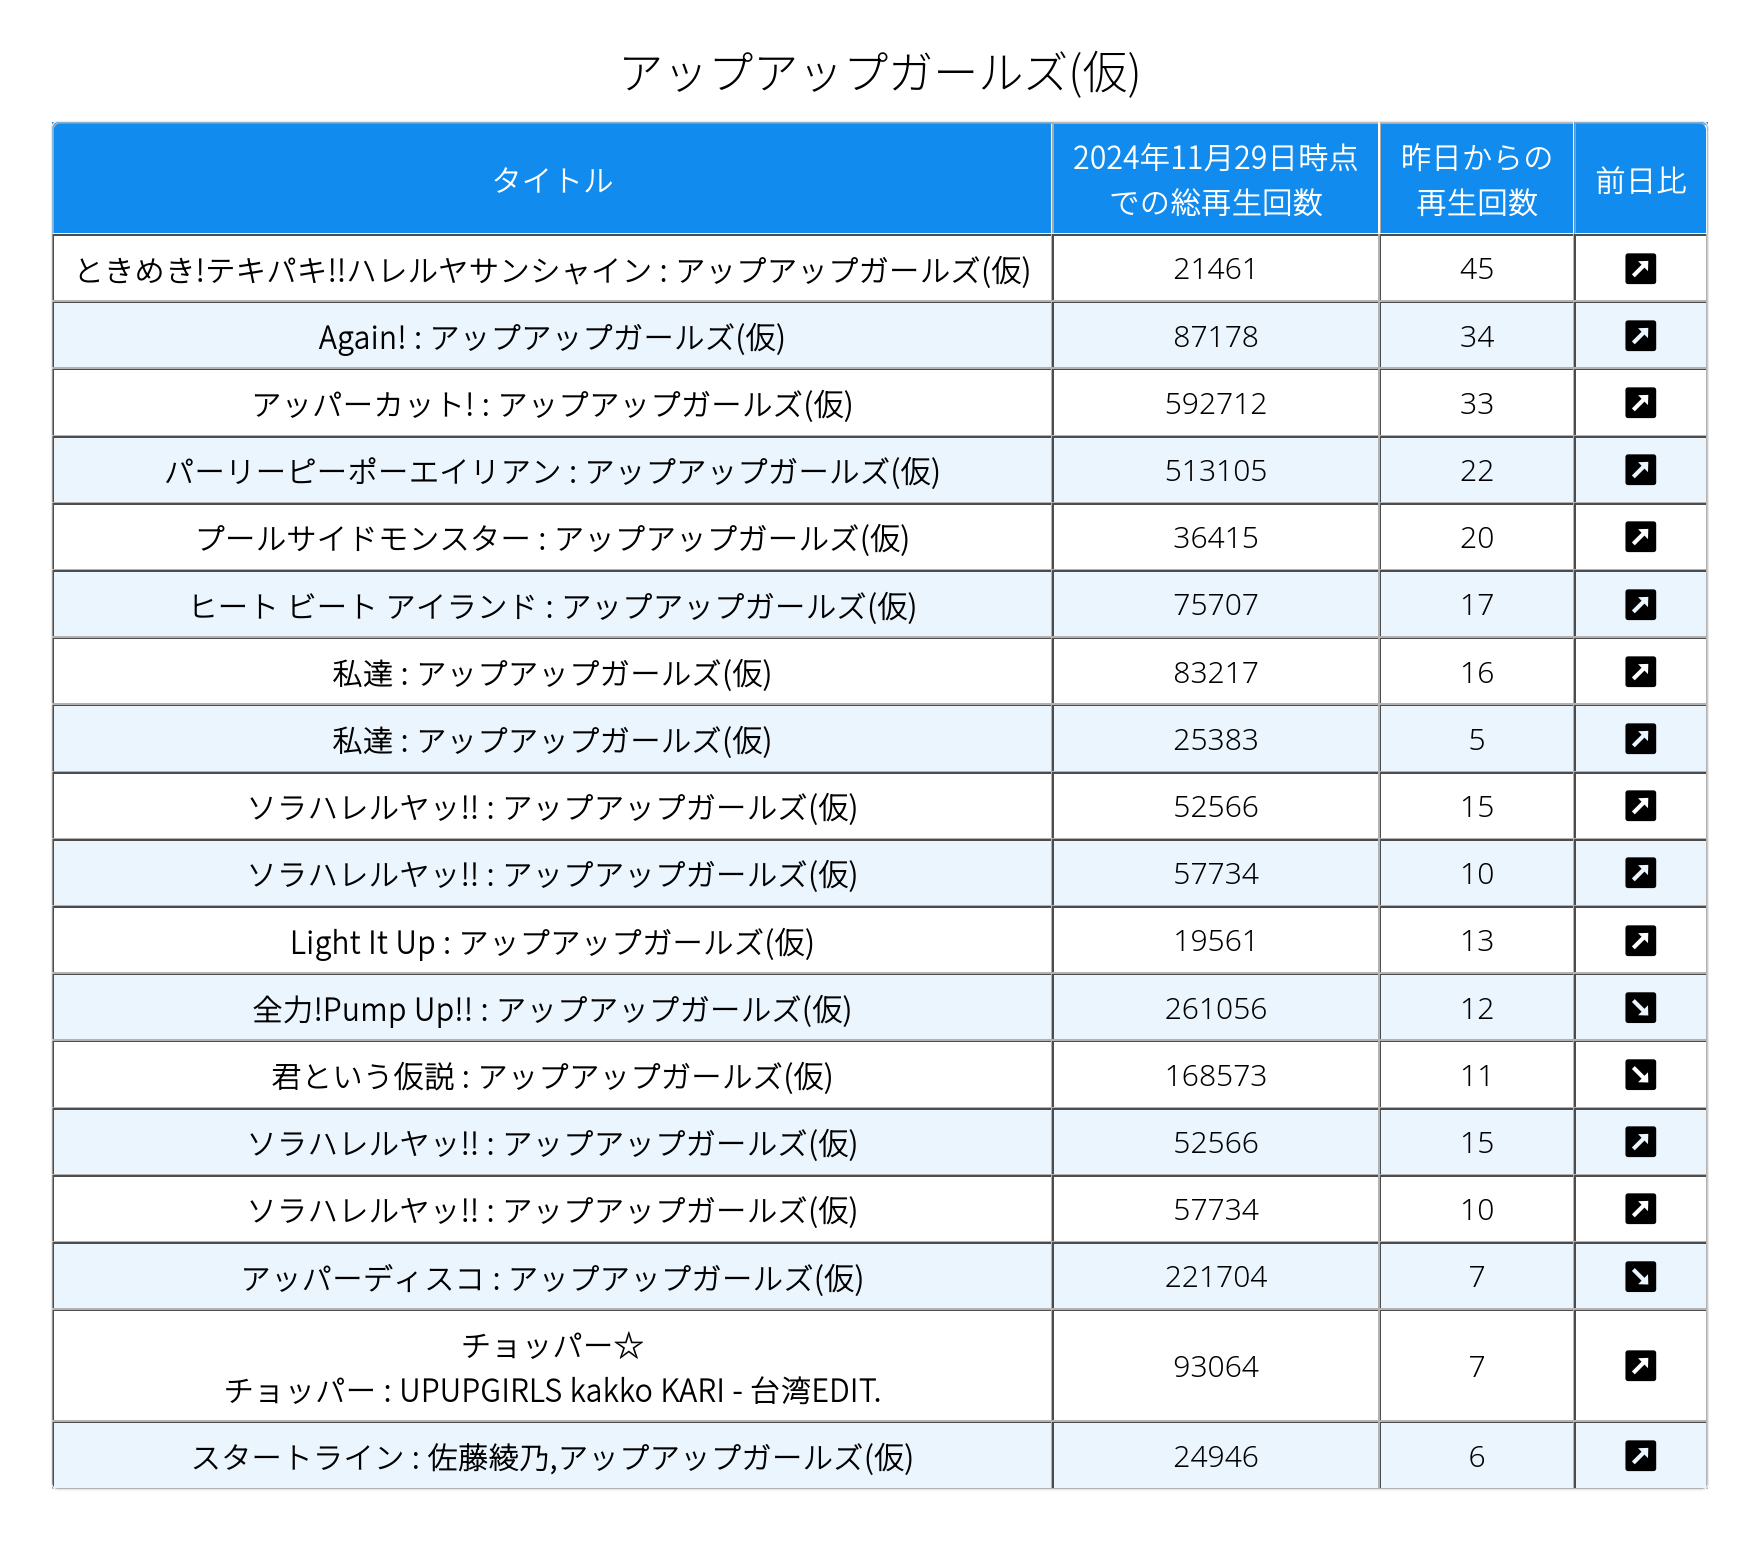 アップアップガールズ(仮)
タイトル
2024年11月29日時点
での総再生回数
昨日からの
再生回数
前日比
ときめき!テキパキ!!ハレルヤサンシャイン : アップアップガールズ(仮) 21461 45
Again! : アップアップガールズ(仮) 87178 34
アッパーカット! : アップアップガールズ(仮) 592712 33
パーリーピーポーエイリアン : アップアップガールズ(仮) 513105 22
プールサイドモンスター : アップアップガールズ(仮) 36415 20
ヒート ビート アイランド : アップアップガールズ(仮) 75707 17
私達 : アップアップガールズ(仮) 83217 16
私達 : アップアップガールズ(仮) 25383 5
ソラハレルヤッ!! : アップアップガールズ(仮) 52566 15
ソラハレルヤッ!! : アップアップガールズ(仮) 57734 10
Light It Up : アップアップガールズ(仮) 19561 13
全力!Pump Up!! : アップアップガールズ(仮) 261056 12
君という仮説 : アップアップガールズ(仮) 168573 11
ソラハレルヤッ!! : アップアップガールズ(仮) 52566 15
ソラハレルヤッ!! : アップアップガールズ(仮) 57734 10
アッパーディスコ : アップアップガールズ(仮) 221704 7
チョッパー☆
チョッパー : UPUPGIRLS kakko KARI - 台湾EDIT. 93064 7
スタートライン : 佐藤綾乃,アップアップガールズ(仮) 24946 6